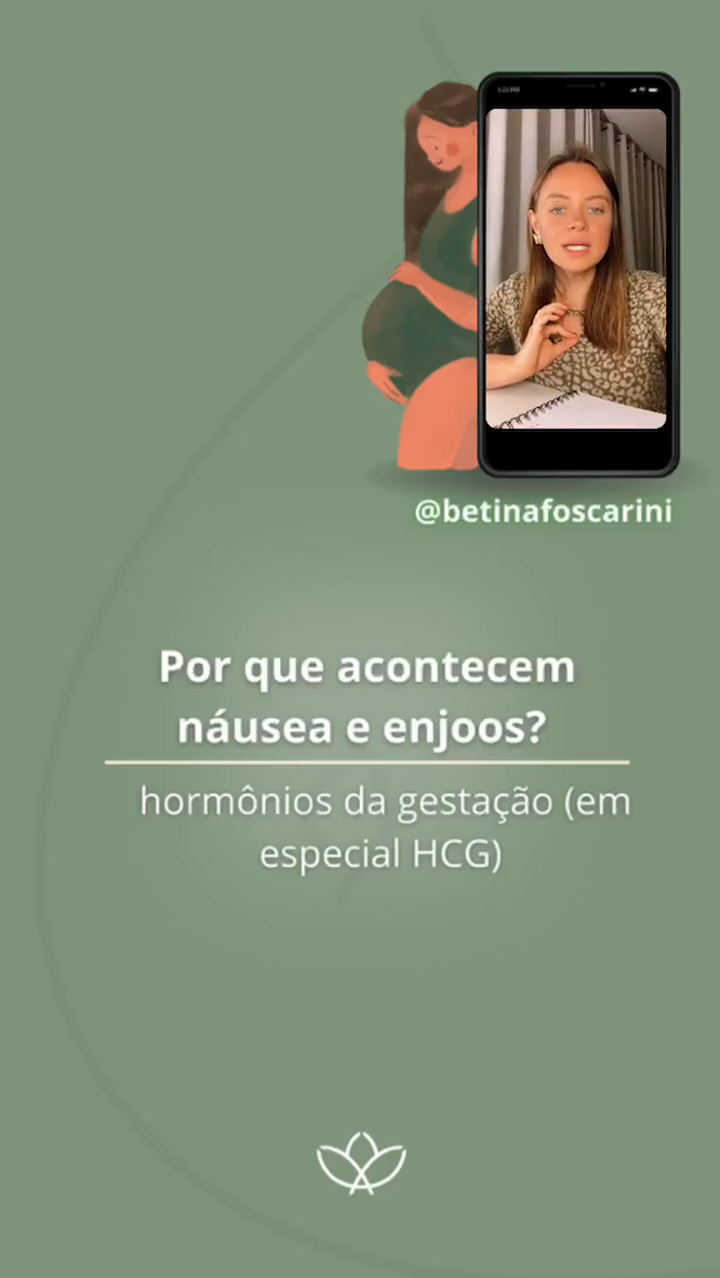 @betinafoscarini
Por que acontecem
náusea e enjoos?
hormônios da gestação (em
especial HCG)